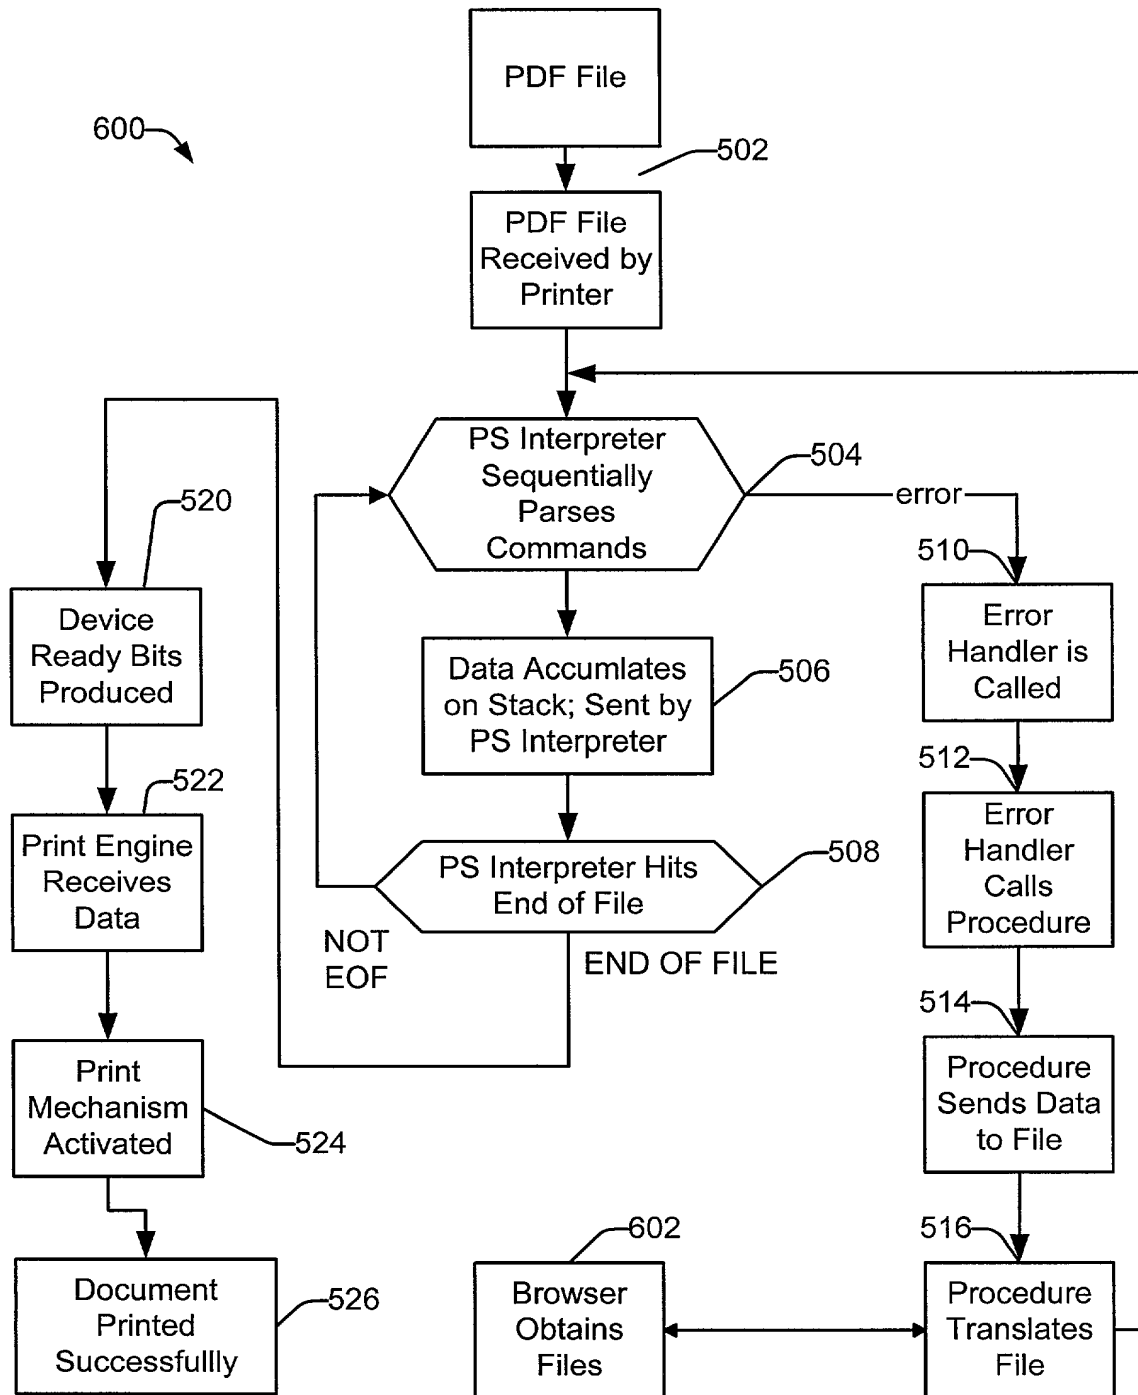 PDF File
600
502
PDF File
Received by
Printer
PS Interpreter
Sequentially
Parses
Commands
504
error
520
510
Device
Ready Bits
Produced
Error
Handler is
Called
Data Accumlates
on Stack; Sent by
PS Interpreter
506
522
512
Print Engine
Receives
Data
Error
Handler
Calls
Procedure
PS Interpreter Hits
End of File
508
NOT
EOF
END OF FILE
514
Print
Mechanism
Activated
524
Procedure
Sends Data
to File
602
516
Document
Printed
Successfullly
526
Browser
Obtains
Files
Procedure
Translates
File